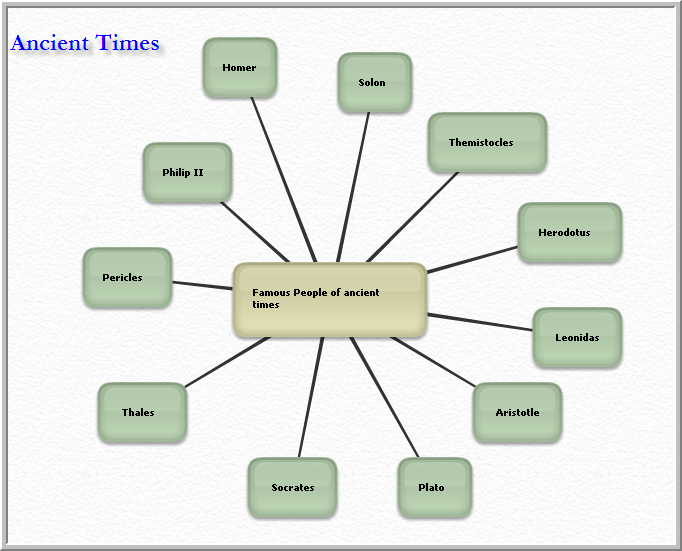 Ancient Times
Homer
Solon
Themistocles
Philip II
Herodotus
Pericles
Famous People of ancient
times
Leonidas
Thales
Aristotle
Socrates
Plato